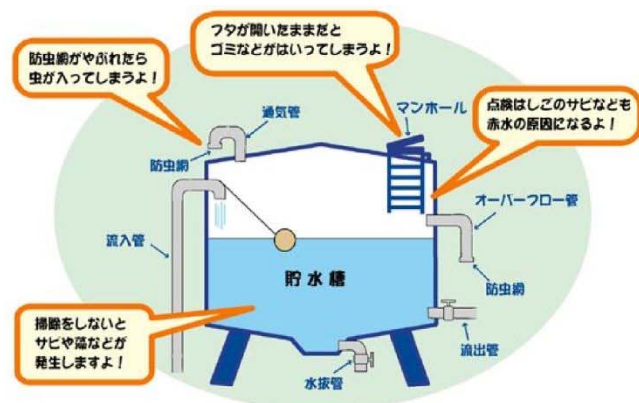 フタが開いたままだと
ゴミなどがはいってしまうよ！
防虫網がやぶれたら
虫が入ってしまうよ！
通気管
マンホール
点検はしごのサビなども
赤水の原因になるよ！
防虫網
オーバーフロー管
流入管
貯水槽
防虫網
掃除をしないと
サビや藻などが
発生しますよ！
水抜管
流出管